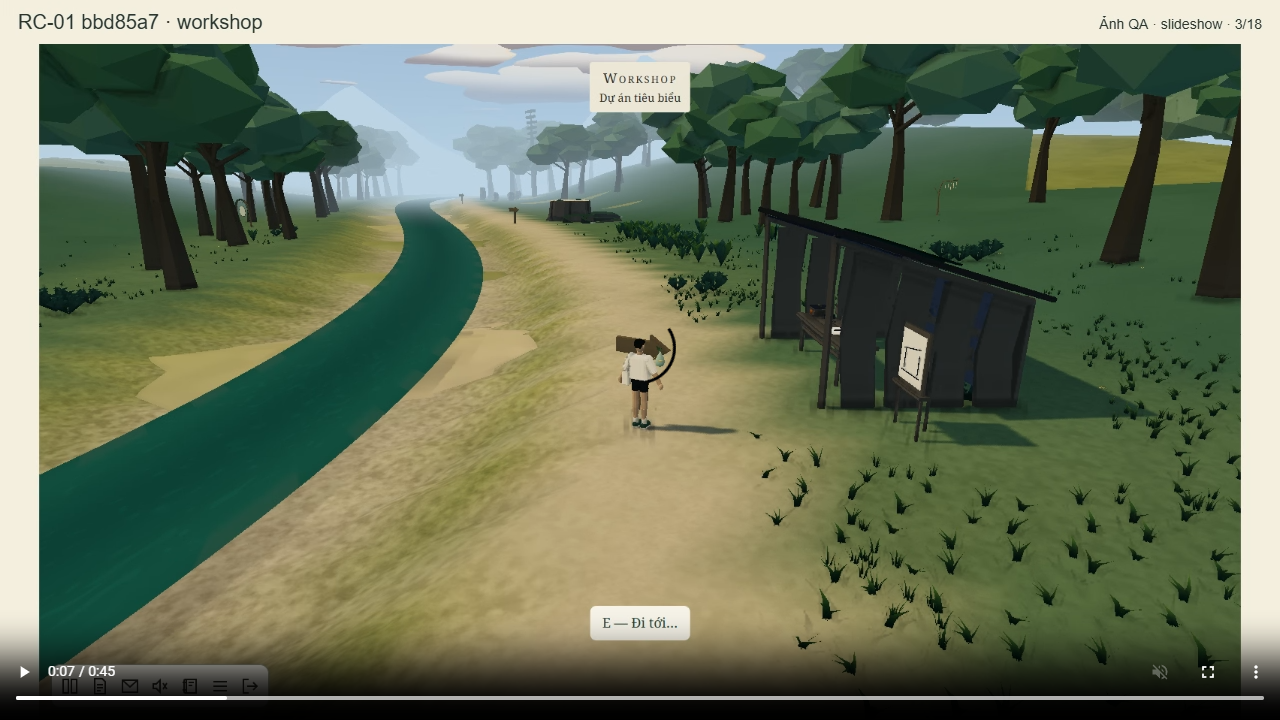 RC-01 bbd85a7 · workshop
Ảnh QA · slideshow · 3/18
Workshop
Dự án tiêu biểu
E — Đi tới...
0:07 / 0:45